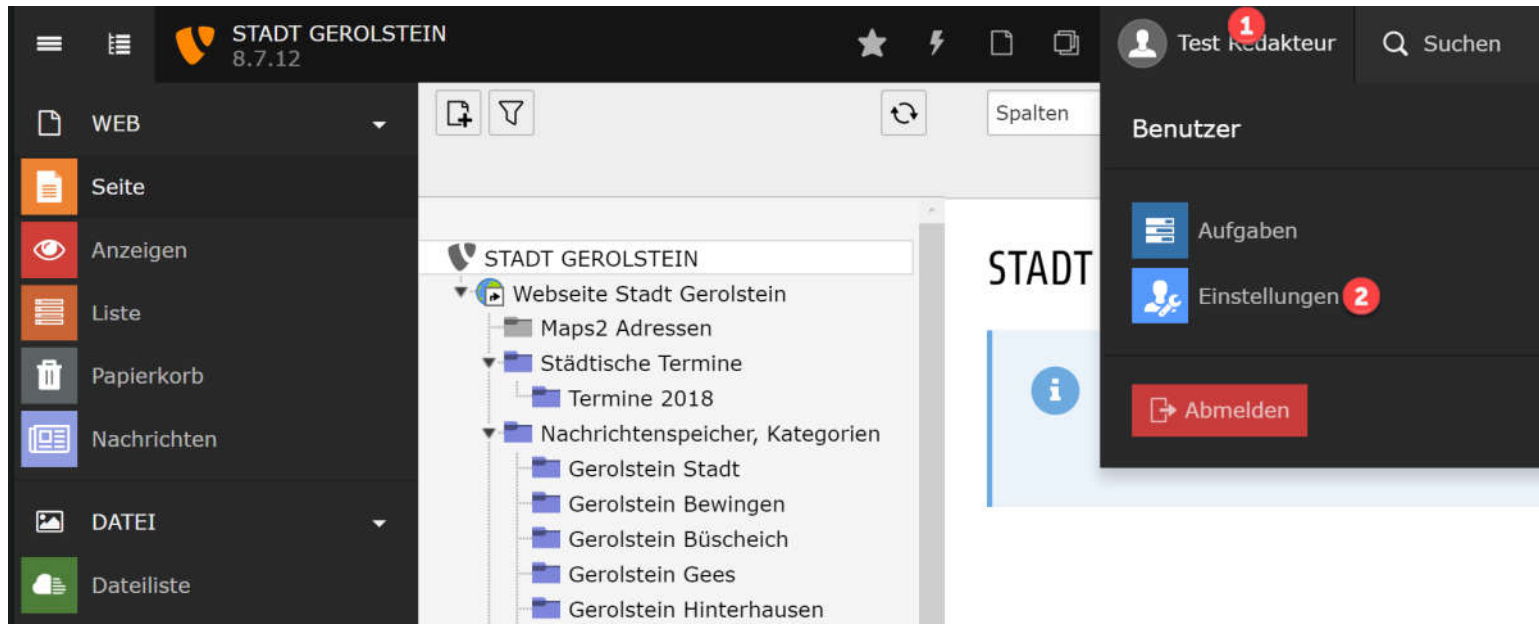 STADT GEROLSTEIN
8.7.12
1
Test Redakteur
Suchen
WEB
Seite
Anzeigen
Liste
Papierkorb
Nachrichten
DATEI
Dateiliste
STADT GEROLSTEIN
Webseite Stadt Gerolstein
Maps2 Adressen
Städtische Termine
Termine 2018
Nachrichtenspeicher, Kategorien
Gerolstein Stadt
Gerolstein Bewingen
Gerolstein Büscheich
Gerolstein Gees
Gerolstein Hinterhausen
Spalten
STADT
Benutzer
Aufgaben
Einstellungen 2
Abmelden